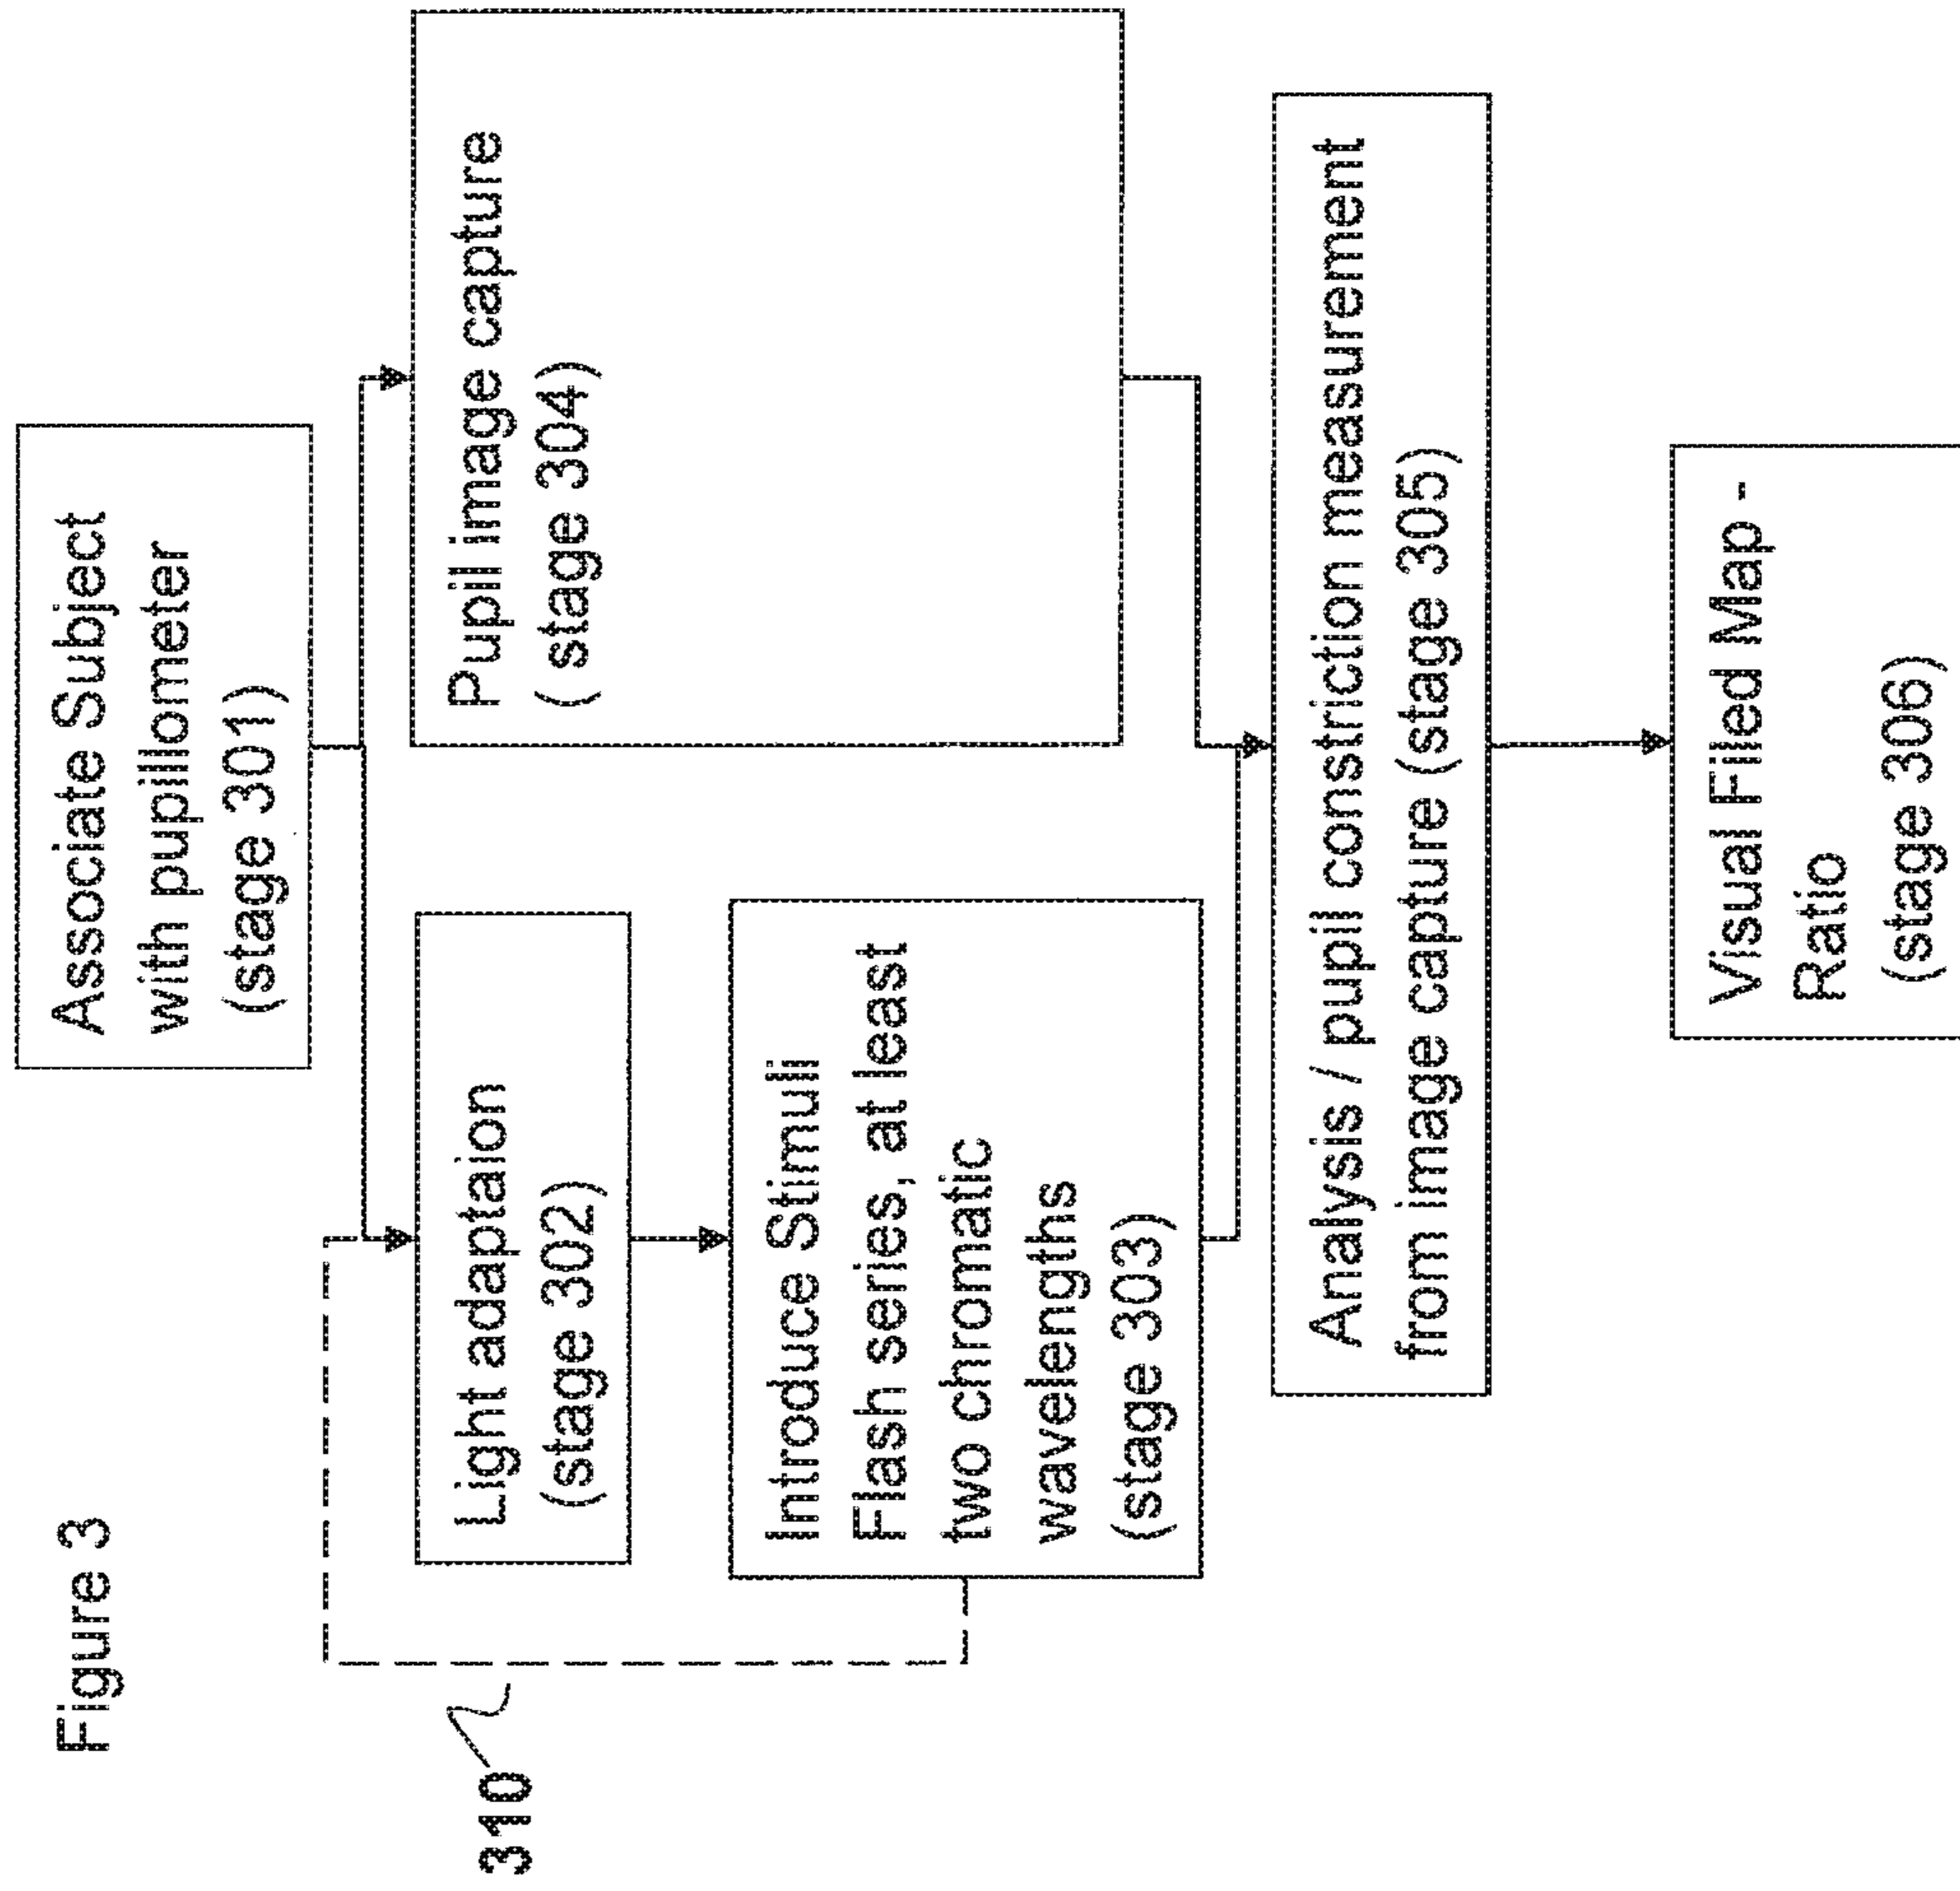 Figure 3
Associate Subject
with pupillometer
(stage 301)
310
Light adaptaion
(stage 302)
Pupil image capture
( stage 304)
Introduce Stimuli
Flash series, at least
two chromatic
wavelengths
(stage 303)
Analysis / pupil constriction measurement
from image capture (stage 305)
Visual Filed Map -
Ratio
(stage 306)